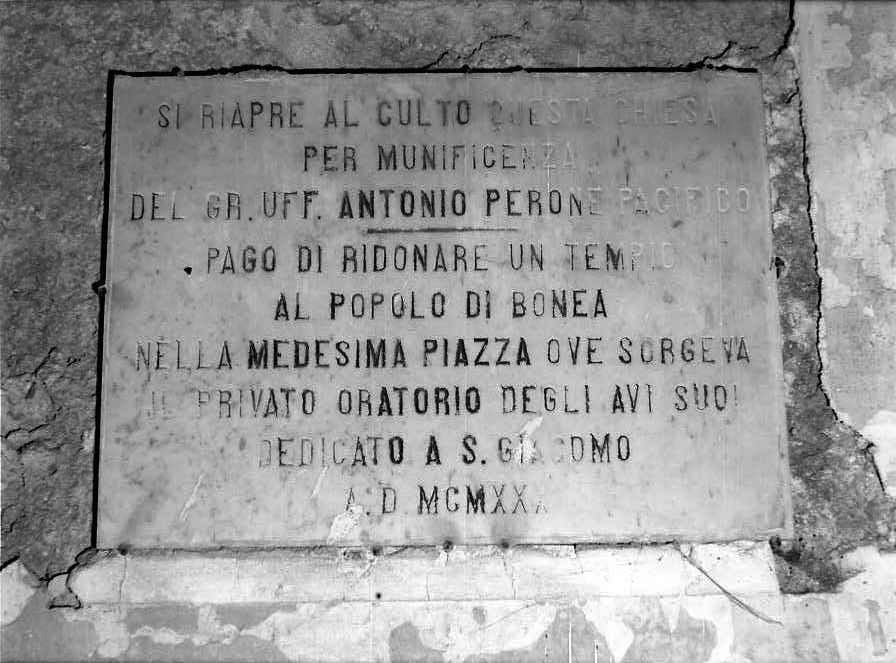 SI RIAPRE AL CULTO QUESTA CHIESA
PER MUNIFICENZA
DEL GR. UFF. ANTONIO PERONE PACIFICO
PAGO DI RIDONARE UN TEMPIO
AL POPOLO DI BONEA
NELLA MEDESIMA PIAZZA OVE SORGEVA
IL PRIVATO ORATORIO DEGLI AVI SUOI
DEDICATO A S. GIACOMO
A. D MCMXXX